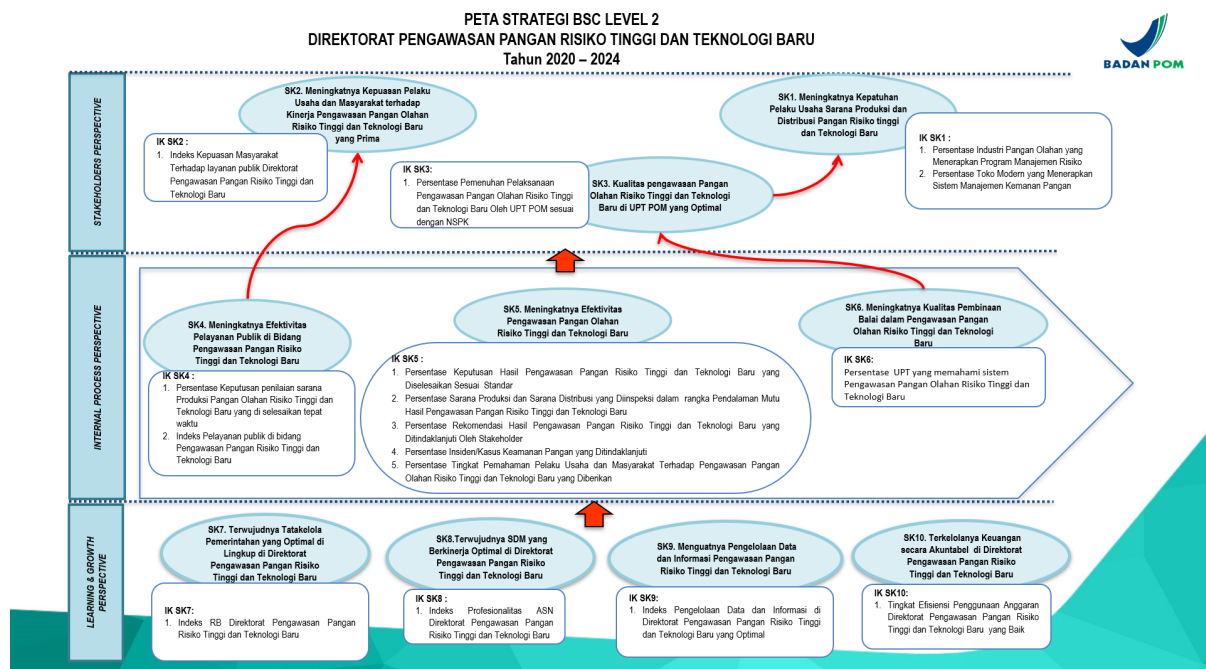 PETA STRATEGI BSC LEVEL 2
DIREKTORAT PENGAWASAN PANGAN RISIKO TINGGI DAN TEKNOLOGI BARU
Tahun 2020 – 2024
BADAN POM
STAKEHOLDERS PERSPECTIVE
SK2. Meningkatnya Kepuasan Pelaku
Usaha dan Masyarakat terhadap
Kinerja Pengawasan Pangan Olahan
Risiko Tinggi dan Teknologi Baru
yang Prima
IK SK2 :
1. Indeks Kepuasan Masyarakat
Terhadap layanan publik Direktorat
Pengawasan Pangan Risiko Tinggi dan
Teknologi Baru
IK SK3:
1. Persentase Pemenuhan Pelaksanaan
Pengawasan Pangan Olahan Risiko Tinggi
dan Teknologi Baru Oleh UPT POM sesuai
dengan NSPK
SK3. Kualitas pengawasan Pangan
Olahan Risiko Tinggi dan Teknologi
Baru di UPT POM yang Optimal
SK1. Meningkatnya Kepatuhan
Pelaku Usaha Sarana Produksi dan
Distribusi Pangan Risiko tinggi
dan Teknologi Baru
IK SK1 :
1. Persentase Industri Pangan Olahan yang
Menerapkan Program Manajemen Risiko
2. Persentase Toko Modern yang Menerapkan
Sistem Manajemen Kemanan Pangan
INTERNAL PROCESS PERSPECTIVE
SK4. Meningkatnya Efektivitas
Pelayanan Publik di Bidang
Pengawasan Pangan Risiko
Tinggi dan Teknologi Baru
IK SK4 :
1. Persentase Keputusan penilaian sarana
Produksi Pangan Olahan Risiko Tinggi dan
Teknologi Baru yang di selesaikan tepat
waktu
2. Indeks Pelayanan publik di bidang
Pengawasan Pangan Risiko Tinggi dan
Teknologi Baru
SK5. Meningkatnya Efektivitas
Pengawasan Pangan Olahan
Risiko Tinggi dan Teknologi Baru
IK SK5 :
1. Persentase Keputusan Hasil Pengawasan Pangan Risiko Tinggi dan Teknologi Baru yang
Diselesaikan Sesuai Standar
2. Persentase Sarana Produksi dan Sarana Distribusi yang Diinspeksi dalam rangka Pendalaman Mutu
Hasil Pengawasan Pangan Risiko Tinggi dan Teknologi Baru
3. Persentase Rekomendasi Hasil Pengawasan Pangan Risiko Tinggi dan Teknologi Baru yang
Ditindaklanjuti Oleh Stakeholder
4. Persentase Insiden/Kasus Keamanan Pangan yang Ditindaklanjuti
5. Persentase Tingkat Pemahaman Pelaku Usaha dan Masyarakat Terhadap Pengawasan Pangan
Olahan Risiko Tinggi dan Teknologi Baru yang Diberikan
SK6. Meningkatnya Kualitas Pembinaan
Balai dalam Pengawasan Pangan
Olahan Risiko Tinggi dan Teknologi
Baru
IK SK6:
Persentase UPT yang memahami sistem
Pengawasan Pangan Olahan Risiko Tinggi dan
Teknologi Baru
LEARNING & GROWTH
PERSPECTIVE
SK7. Terwujudnya Tatakelola
Pemerintahan yang Optimal di
Lingkup di Direktorat
Pengawasan Pangan Risiko
Tinggi dan Teknologi Baru
IK SK7:
1. Indeks RB Direktorat Pengawasan Pangan
Risiko Tinggi dan Teknologi Baru
SK8.Terwujudnya SDM yang
Berkinerja Optimal di Direktorat
Pengawasan Pangan Risiko
Tinggi dan Teknologi Baru
IK SK8 :
1. Indeks Profesionalitas ASN
Direktorat Pengawasan Pangan
Risiko Tinggi dan Teknologi Baru
SK9. Menguatnya Pengelolaan Data
dan Informasi Pengawasan Pangan
Risiko Tinggi dan Teknologi Baru
IK SK9:
1. Indeks Pengelolaan Data dan Informasi di
Direktorat Pengawasan Pangan Risiko Tinggi
dan Teknologi Baru yang Optimal
SK10. Terkelolanya Keuangan
secara Akuntabel di Direktorat
Pengawasan Pangan Risiko
Tinggi dan Teknologi Baru
IK SK10:
1. Tingkat Efisiensi Penggunaan Anggaran
Direktorat Pengawasan Pangan Risiko
Tinggi dan Teknologi Baru yang Baik